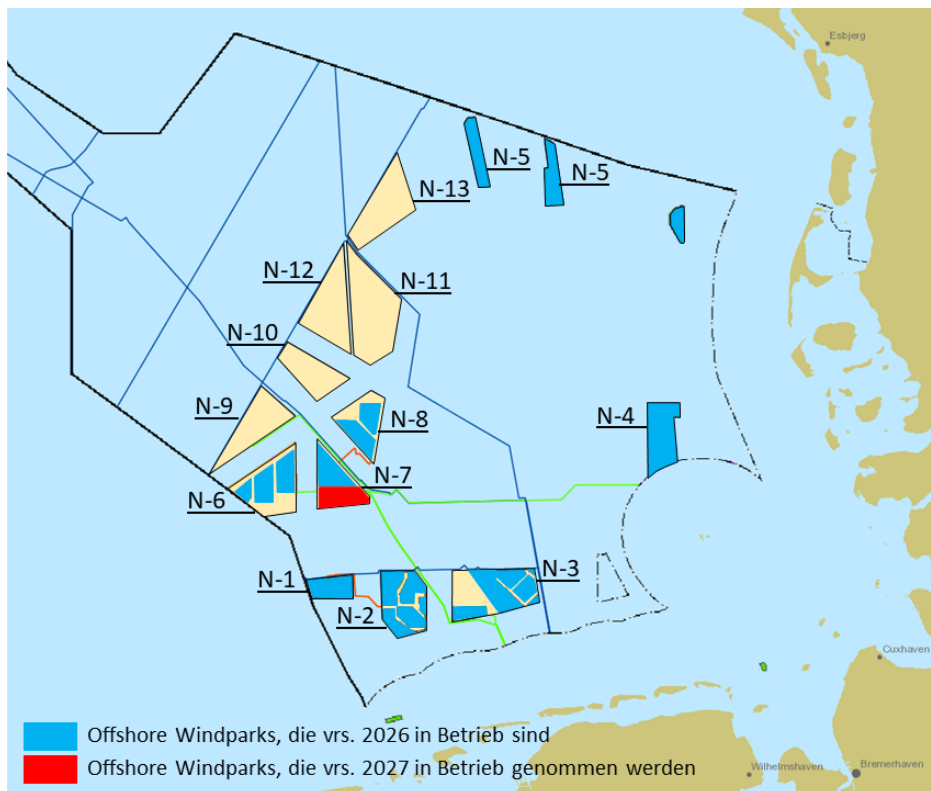 Esbjerg
N-5
N-5
N-13
N-12
N-11
N-10
N-9
N-8
N-4
N-7
N-6
N-1
N-3
N-2
Cuxhaven
Offshore Windparks, die vrs. 2026 in Betrieb sind
Offshore Windparks, die vrs. 2027 in Betrieb genommen werden
Wilhelmshaven
Bremerhaven